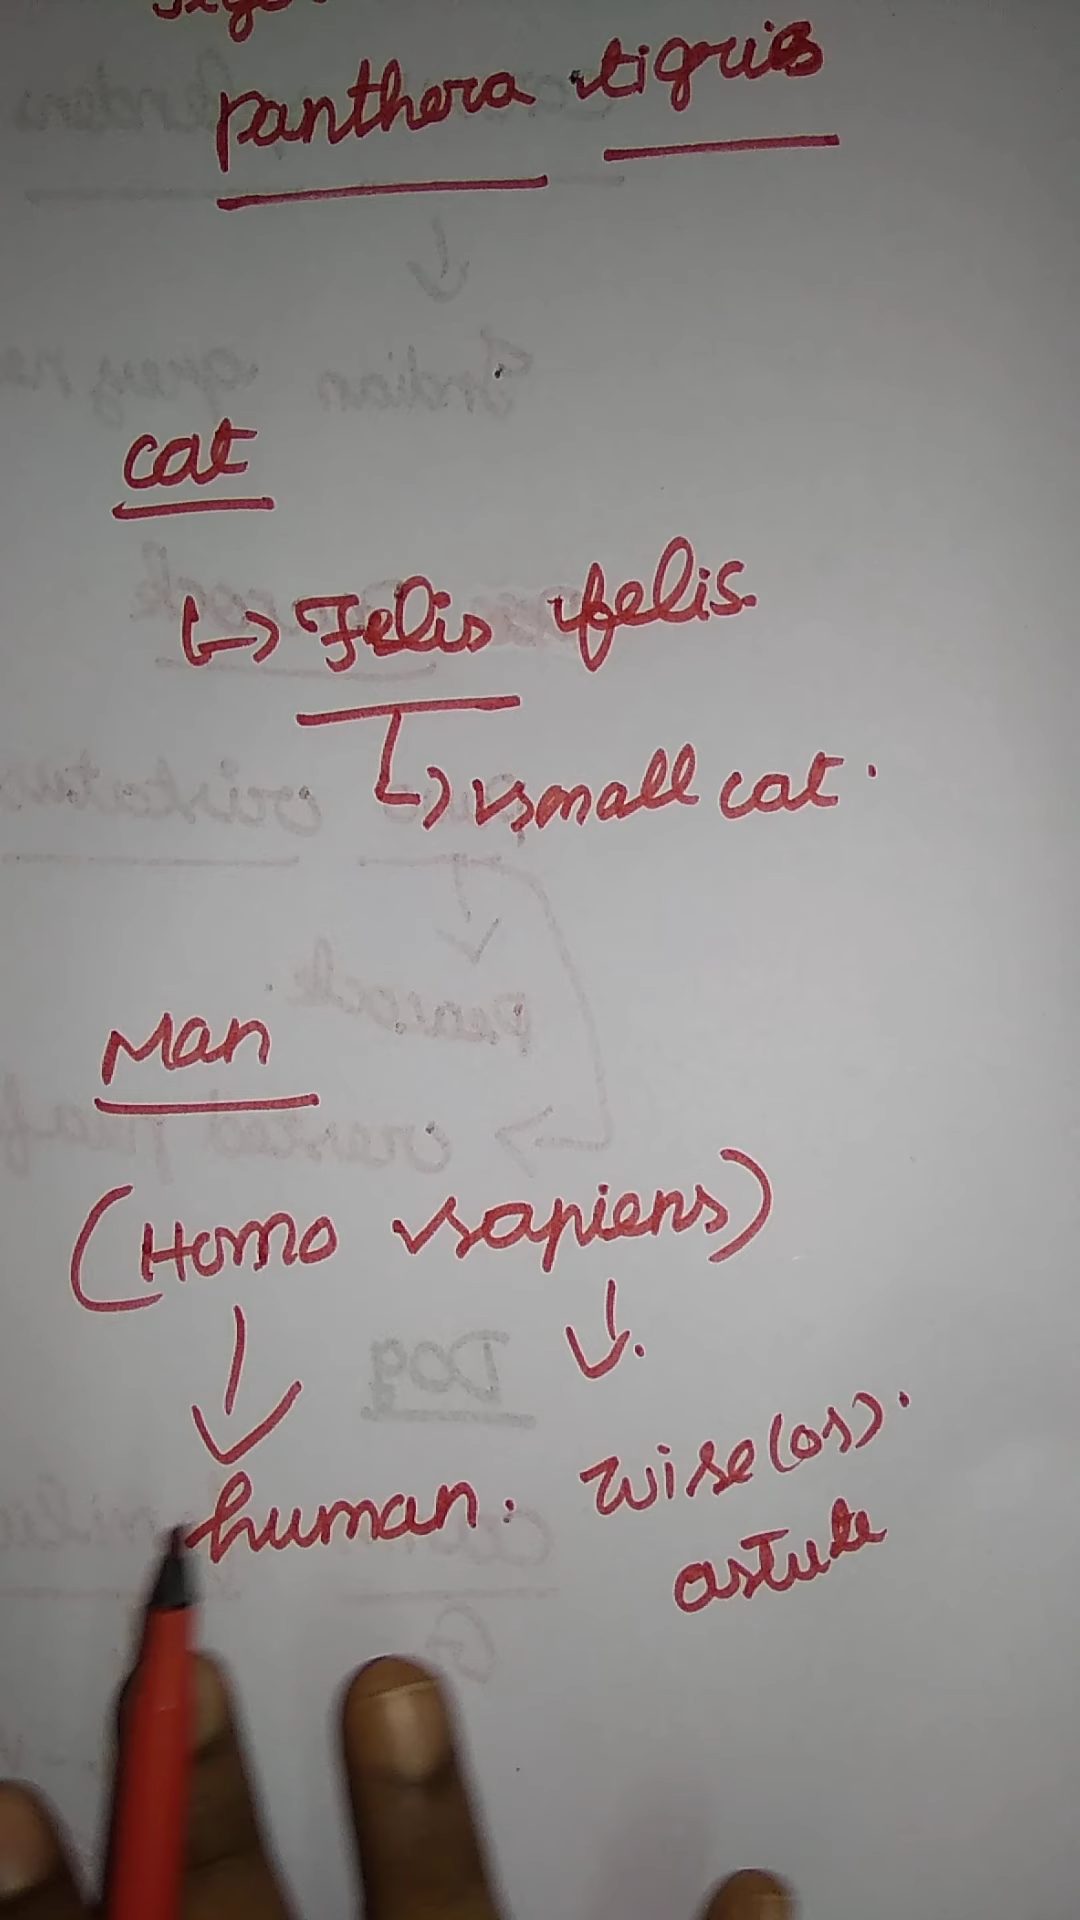 panthera tigris
cat
↳ Felis felis.
↳ small cat.
Man
(Homo sapiens)
human. wise (or).
astute